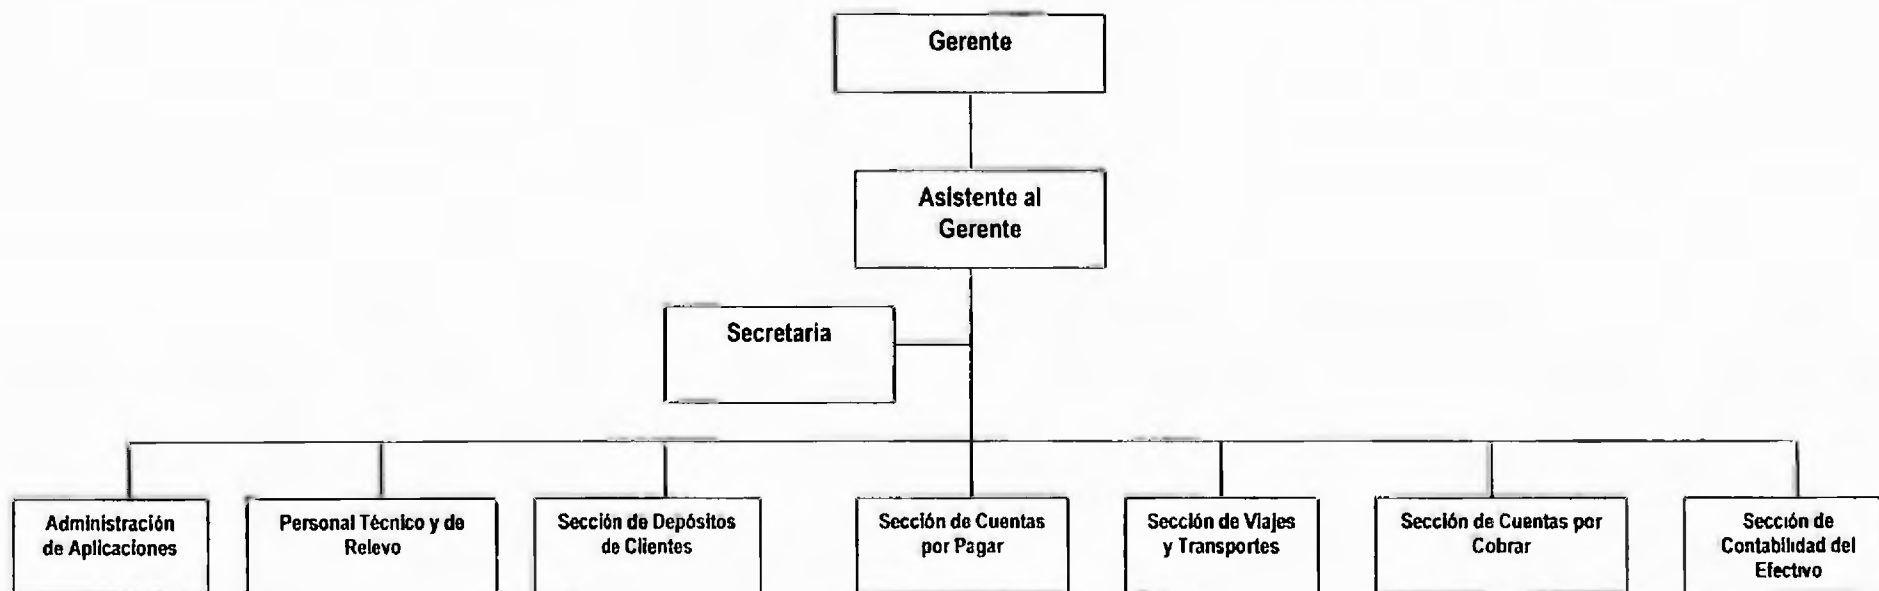 Gerente
Asistente al
Gerente
Secretaria
Administración
de Aplicaciones
Personal Técnico y de
Relevo
Sección de Depósitos
de Clientes
Sección de Cuentas
por Pagar
Sección de Viajes
y Transportes
Sección de Cuentas por
Cobrar
Sección de
Contabilidad del
Efectivo